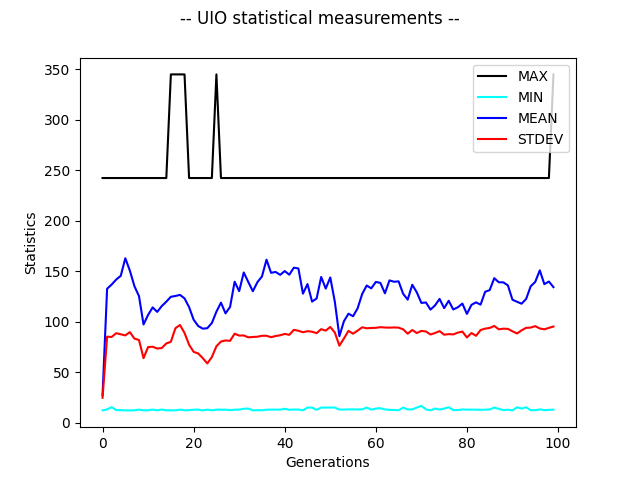 -- UIO statistical measurements --
350
300
250
200
150
100
50
0
Statistics
MAX
MIN
MEAN
STDEV
0 20 40 60 80 100
Generations